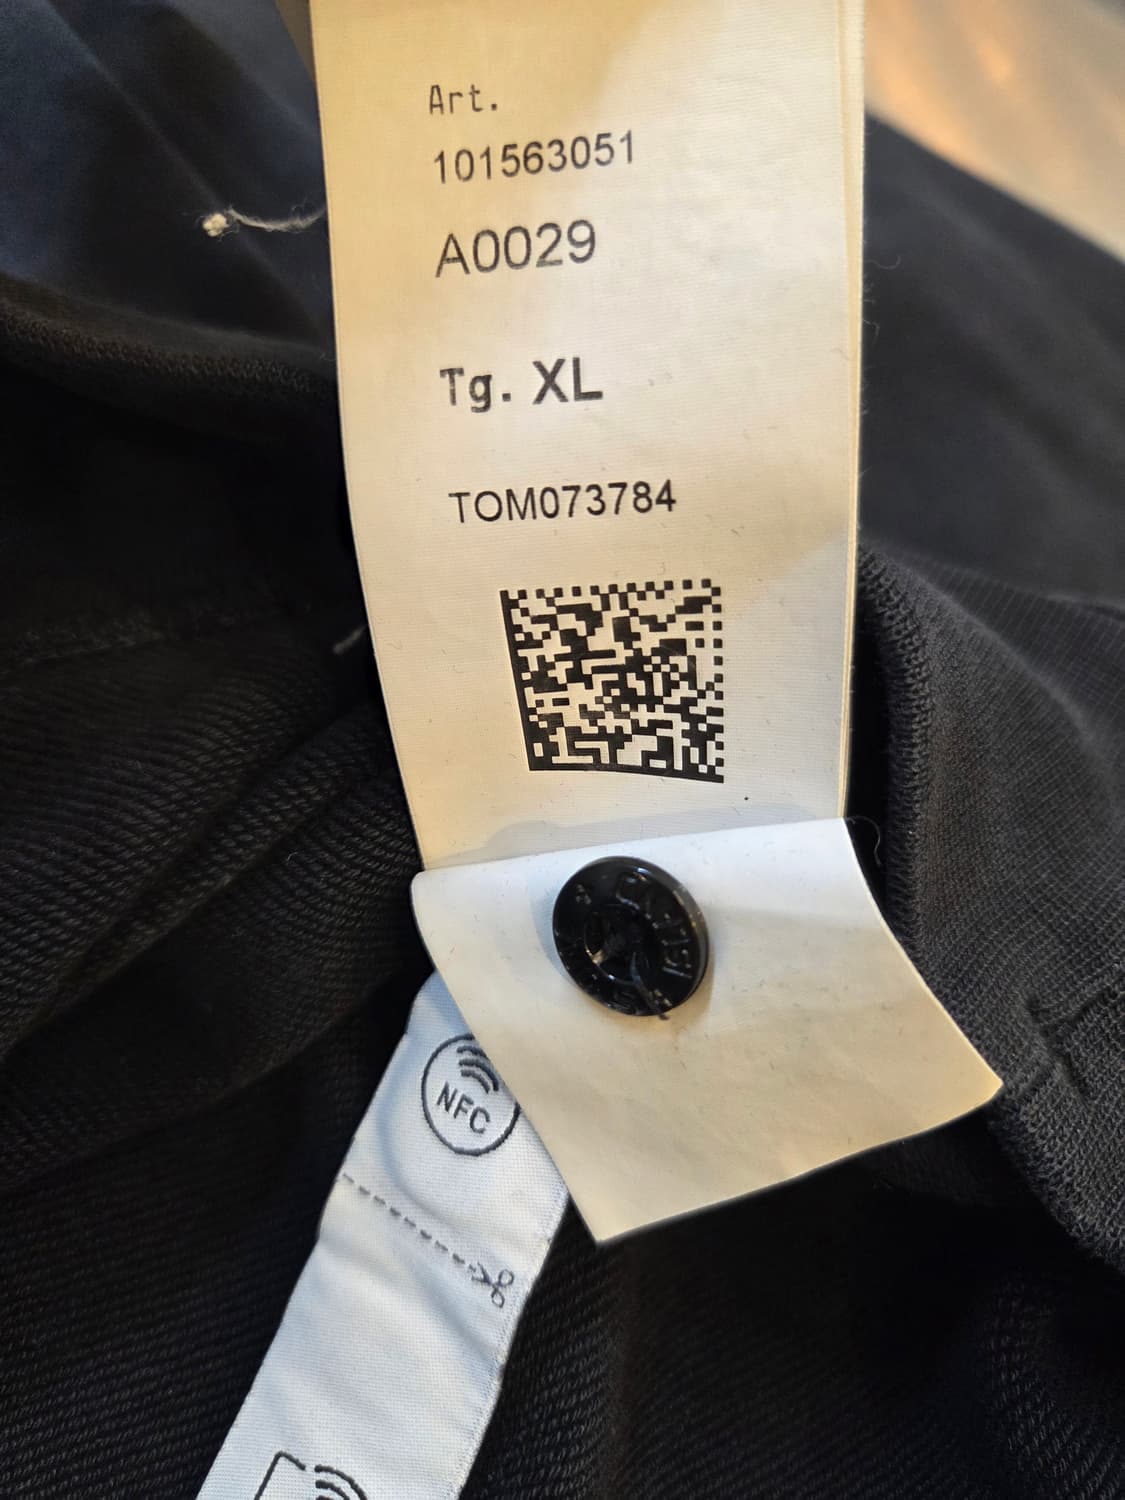 Art.
101563051
A0029
Tg. XL
TOM073784
NFC